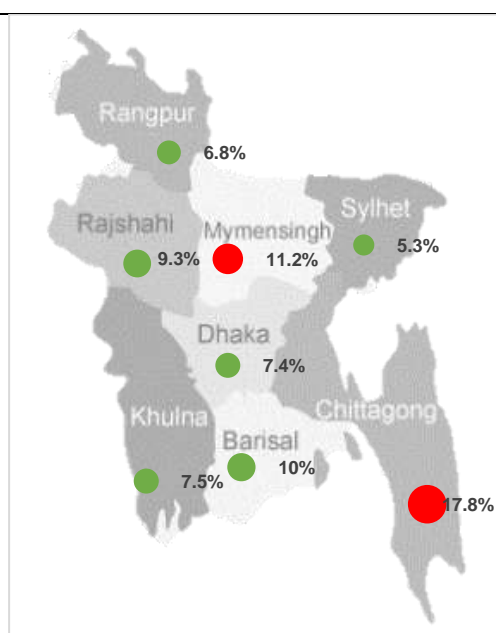 Rangpur
6.8%
Sylhet
5.3%
Rajshahi
9.3%
Mymensingh
11.2%
Dhaka
7.4%
Khulna
7.5%
Barisal
10%
Chittagong
17.8%